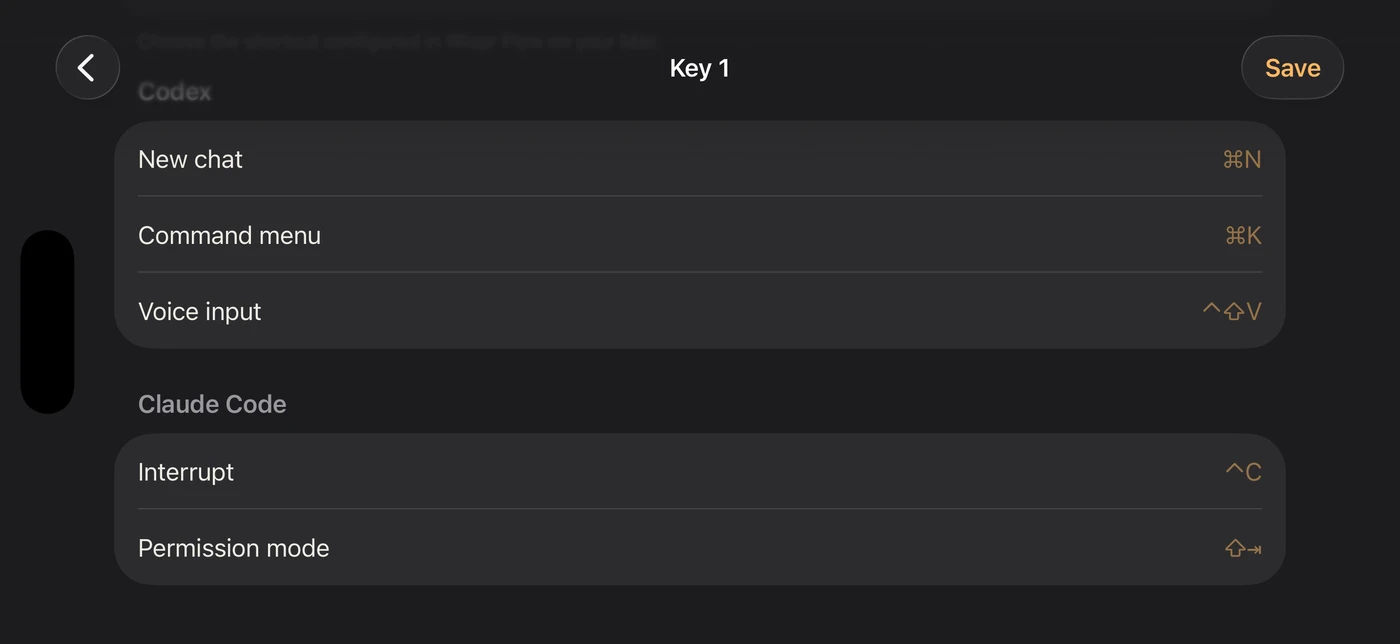 Key 1
Save
Codex
New chat ⌘N
Command menu ⌘K
Voice input ⌃⇧V
Claude Code
Interrupt ⌃C
Permission mode ⇧⇥